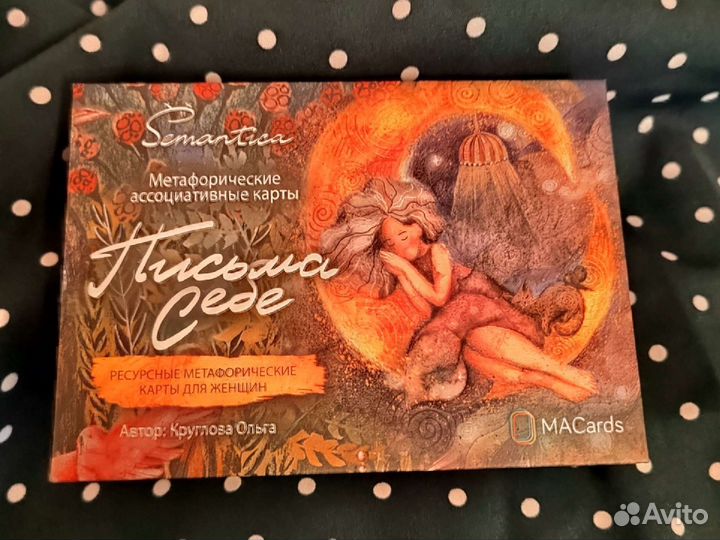 Semantica
Метафорические
ассоциативные карты
Письма
Себе
РЕСУРСНЫЕ МЕТАФОРИЧЕСКИЕ
КАРТЫ ДЛЯ ЖЕНЩИН
Автор: Круглова Ольга
MACards
Avito